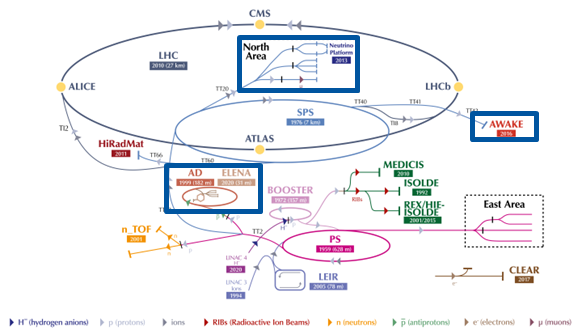 CMS
North
Area
Neutrino
Platform
2013
LHC
2010 (27 km)
ALICE
LHCb
TT20
SPS
1976 (7 km)
TT40
TT41
TI8
TI2
AWAKE
2016
HiRadMat
2011
TT66
ATLAS
TT60
AD
1999 (182 m)
ELENA
2020 (31 m)
MEDICIS
2010
BOOSTER
1972 (157 m)
ISOLDE
1992
RIBs
REX/HIE-
ISOLDE
2001/2015
East Area
n_TOF
2001
TT2
H⁻
PS
1959 (628 m)
LINAC 4
H⁻
2020
LINAC 3
ions
1994
LEIR
2005 (78 m)
CLEAR
2017
H⁻ (hydrogen anions)
p (protons)
ions
RIBs (Radioactive Ion Beams)
n (neutrons)
p̄ (antiprotons)
e⁻ (electrons)
μ (muons)